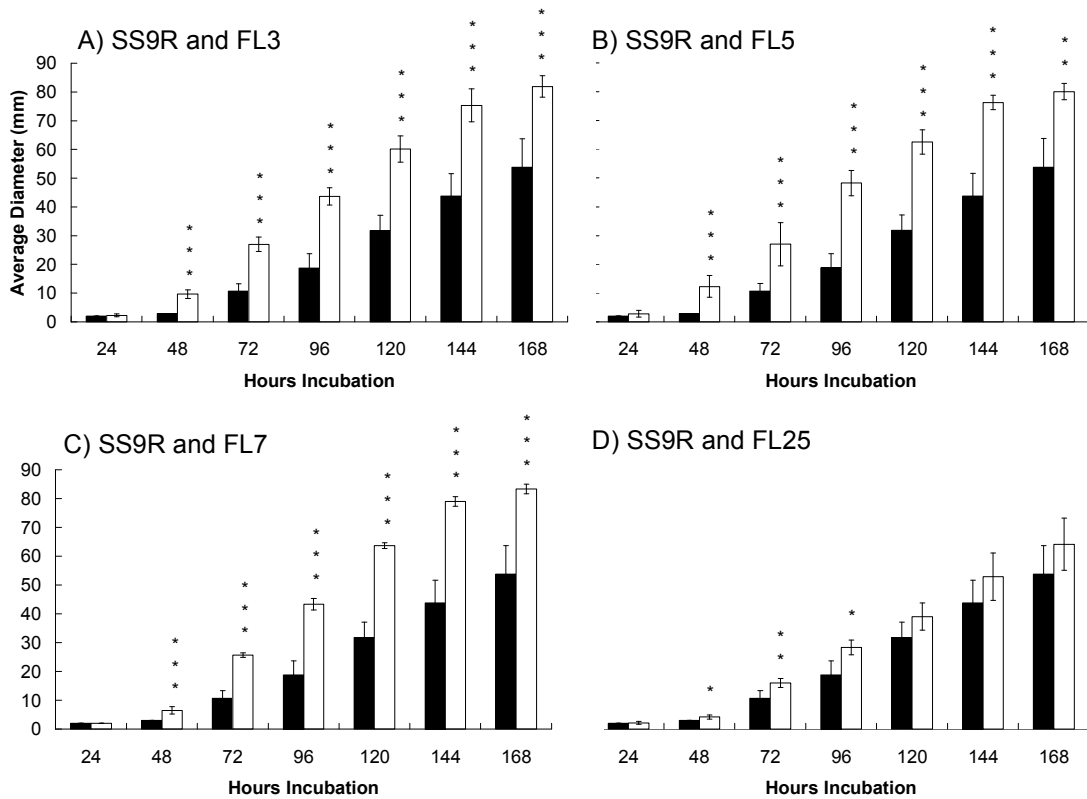 A) SS9R and FL3
B) SS9R and FL5
* * *
* * *
* * *
* * *
* * *
* * *
* * *
* * *
* * *
* * *
* * *
* *
Average Diameter (mm)
90
80
70
60
50
40
30
20
10
0
24 48 72 96 120 144 168
24 48 72 96 120 144 168
Hours Incubation
Hours Incubation
C) SS9R and FL7
D) SS9R and FL25
* * *
* * *
* * *
* * *
* * *
* * *
*
* *
*
90
80
70
60
50
40
30
20
10
0
24 48 72 96 120 144 168
24 48 72 96 120 144 168
Hours Incubation
Hours Incubation